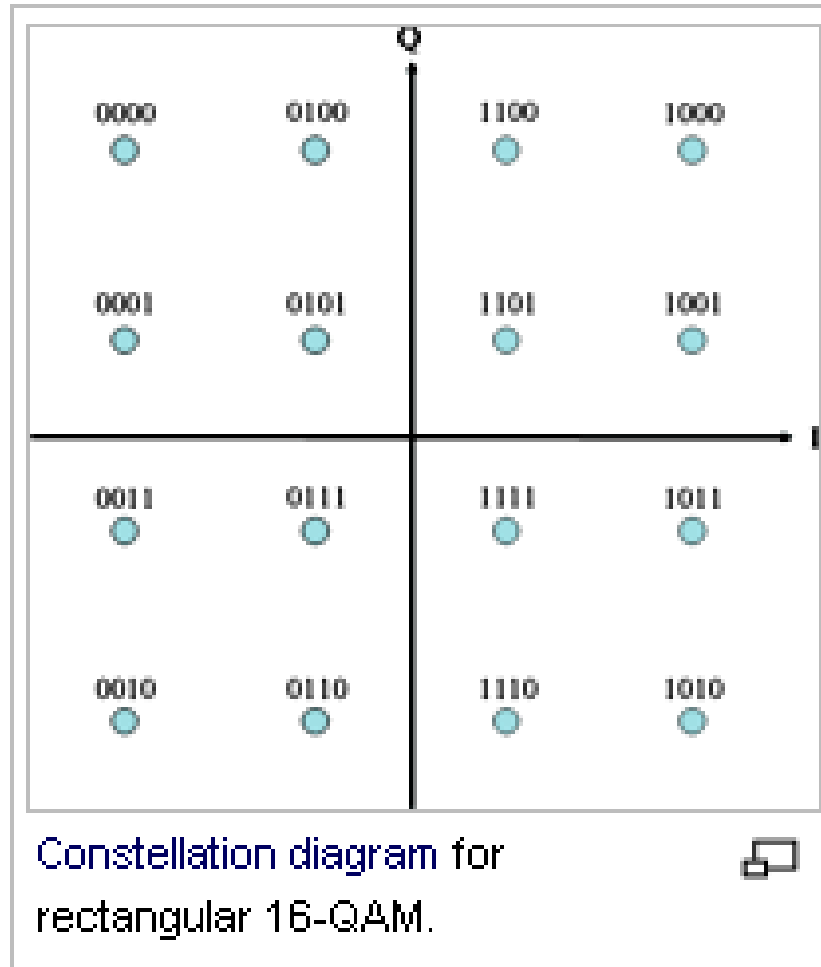 Q
0000 0100 1100 1000
0001 0101 1101 1001
I
0011 0111 1111 1011
0010 0110 1110 1010
Constellation diagram for
rectangular 16-QAM.